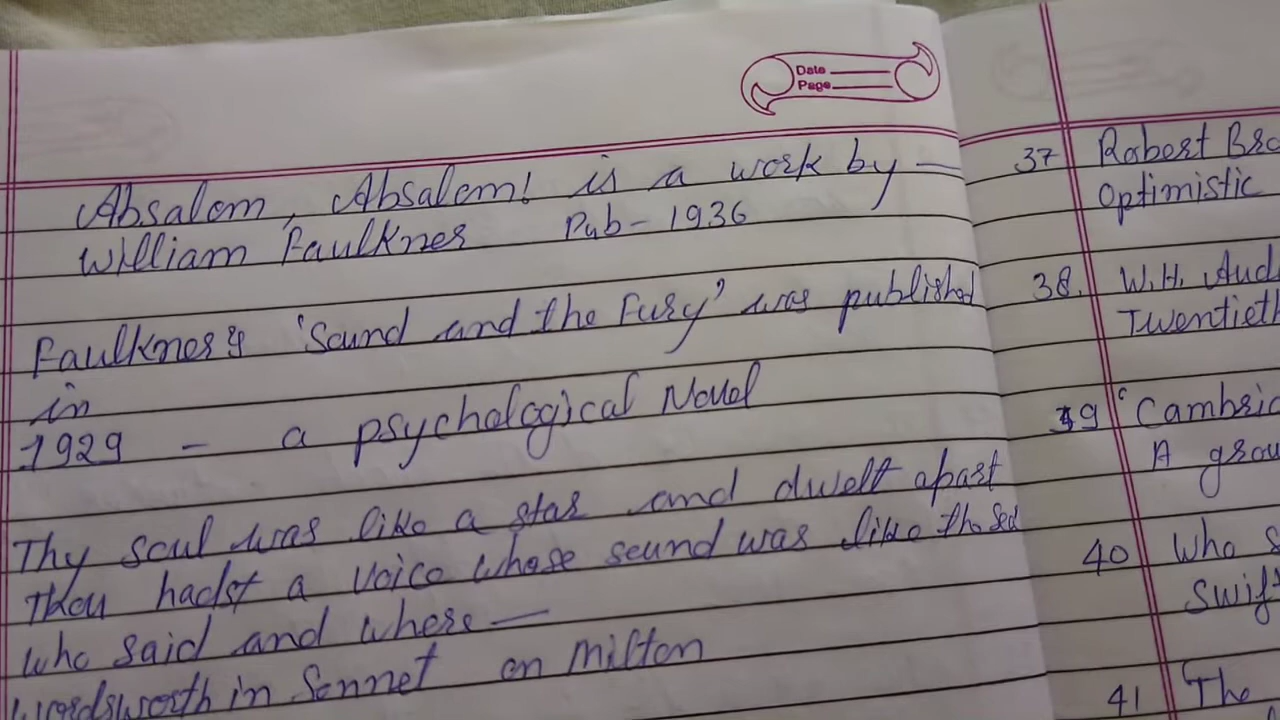 Date
Page
Absalom, Absalom! is a work by —
William Faulkner Pub - 1936
Faulkner's 'Sound and the Fury' was published
in
1929 - a psychological Novel
Thy soul was like a star and dwelt apart
Thou hadst a voice whose sound was like the sea
who said and where —
Wordsworth in Sonnet on Milton
37 Robert Bro
Optimistic
38. W.H. Aud
Twentieth
39 'Cambrid
A grou
40 Who s
Swift
41 'The